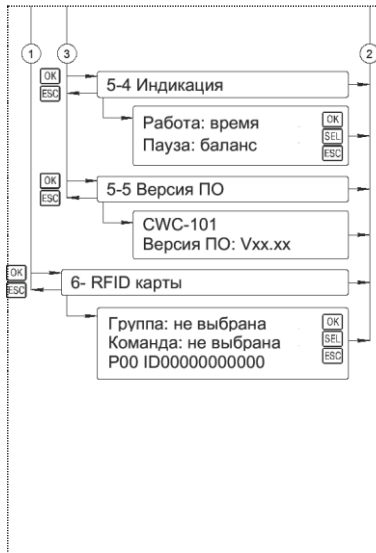 1 3 2
OK
ESC
5-4 Индикация
Работа: время
Пауза: баланс
OK
SEL
ESC
OK
ESC
5-5 Версия ПО
CWC-101
Версия ПО: Vxx.xx
OK
ESC
6- RFID карты
Группа: не выбрана
Команда: не выбрана
P00 ID00000000000
OK
SEL
ESC